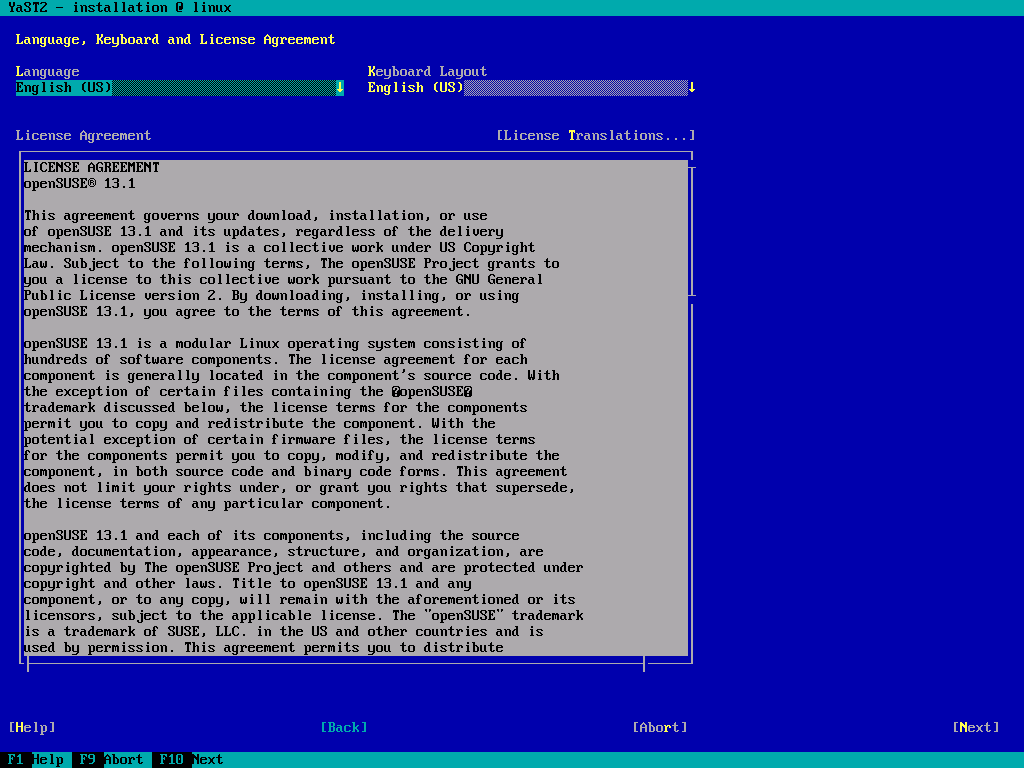 YaST2 - installation @ linux
Language, Keyboard and License Agreement
Language Keyboard Layout
English (US)↓ English (US)↓
License Agreement [License Translations...]
LICENSE AGREEMENT
openSUSE® 13.1
This agreement governs your download, installation, or use
of openSUSE 13.1 and its updates, regardless of the delivery
mechanism. openSUSE 13.1 is a collective work under US Copyright
Law. Subject to the following terms, The openSUSE Project grants to
you a license to this collective work pursuant to the GNU General
Public License version 2. By downloading, installing, or using
openSUSE 13.1, you agree to the terms of this agreement.
openSUSE 13.1 is a modular Linux operating system consisting of
hundreds of software components. The license agreement for each
component is generally located in the component's source code. With
the exception of certain files containing the �openSUSE�
trademark discussed below, the license terms for the components
permit you to copy and redistribute the component. With the
potential exception of certain firmware files, the license terms
for the components permit you to copy, modify, and redistribute the
component, in both source code and binary code forms. This agreement
does not limit your rights under, or grant you rights that supersede,
the license terms of any particular component.
openSUSE 13.1 and each of its components, including the source
code, documentation, appearance, structure, and organization, are
copyrighted by The openSUSE Project and others and are protected under
copyright and other laws. Title to openSUSE 13.1 and any
component, or to any copy, will remain with the aforementioned or its
licensors, subject to the applicable license. The "openSUSE" trademark
is a trademark of SUSE, LLC. in the US and other countries and is
used by permission. This agreement permits you to distribute
[Help] [Back] [Abort] [Next]
F1 Help F9 Abort F10 Next